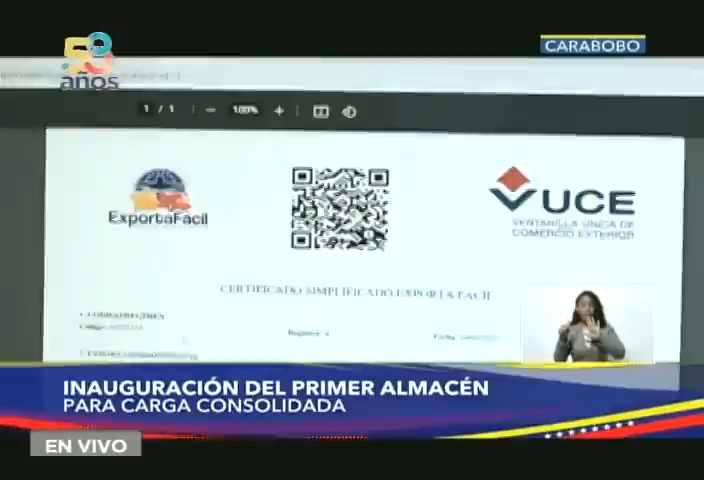 58 años
CARABOBO
1 / 1
100%
ExportaFácil
VUCE
VENTANILLA ÚNICA DE
COMERCIO EXTERIOR
CERTIFICADO SIMPLIFICADO EXPORTA FACIL
INAUGURACIÓN DEL PRIMER ALMACÉN
PARA CARGA CONSOLIDADA
EN VIVO